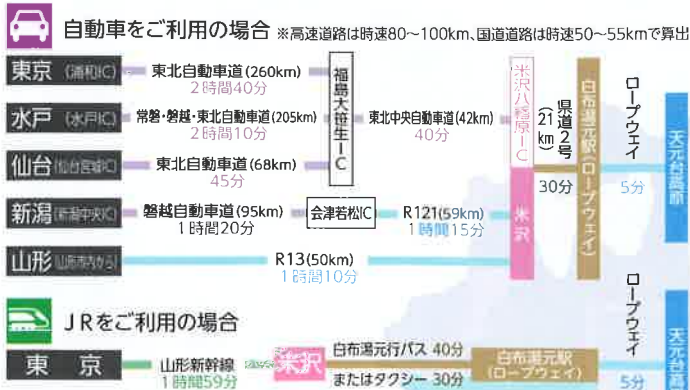 自動車をご利用の場合 ※高速道路は時速80〜100km、国道道路は時速50〜55kmで算出
東京（浦和IC）
東北自動車道（260km）
2時間40分
水戸（水戸IC）
常磐・磐越・東北自動車道（205km）
2時間10分
仙台（仙台宮城IC）
東北自動車道（68km）
45分
福島大笹生IC
東北中央自動車道（42km）
40分
新潟（新潟中央IC）
磐越自動車道（95km）
1時間20分
会津若松IC
R121（59km）
1時間15分
山形（山形市内から）
R13（50km）
1時間10分
米沢八幡原IC
米沢
県道2号
（21km）
30分
白布湯元駅（ロープウェイ）
ロープウェイ
5分
天元台高原
JRをご利用の場合
東京
山形新幹線
1時間59分
米沢
白布湯元行バス 40分
またはタクシー 30分
白布湯元駅
（ロープウェイ）
ロープウェイ
5分
天元台高